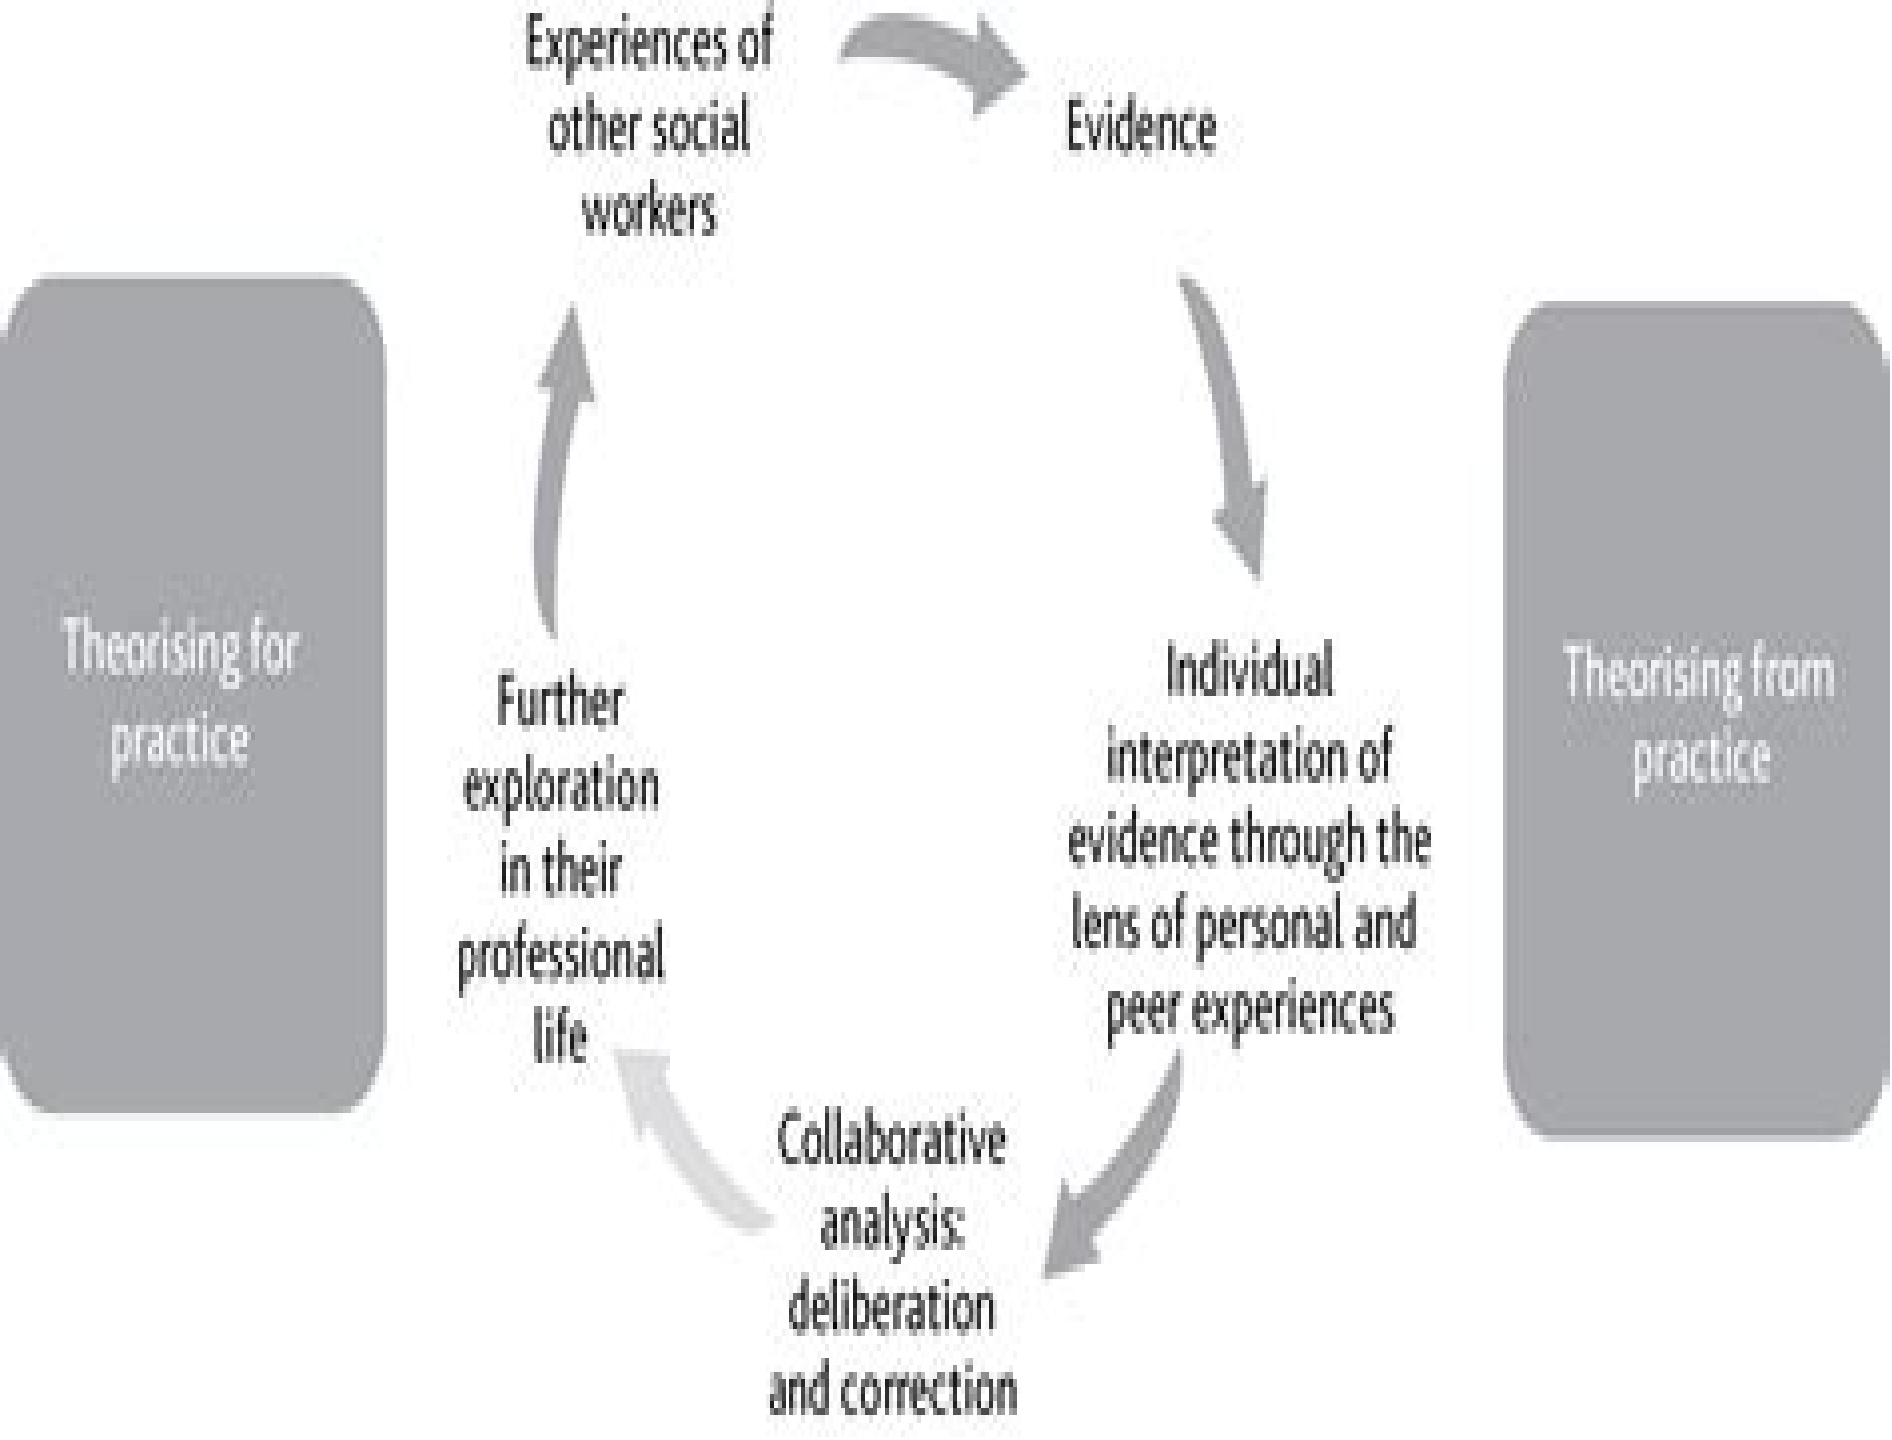 Experiences of
other social
workers
Evidence
Individual
interpretation of
evidence through the
lens of personal and
peer experiences
Collaborative
analysis:
deliberation
and correction
Further
exploration
in their
professional
life
Theorising for
practice
Theorising from
practice